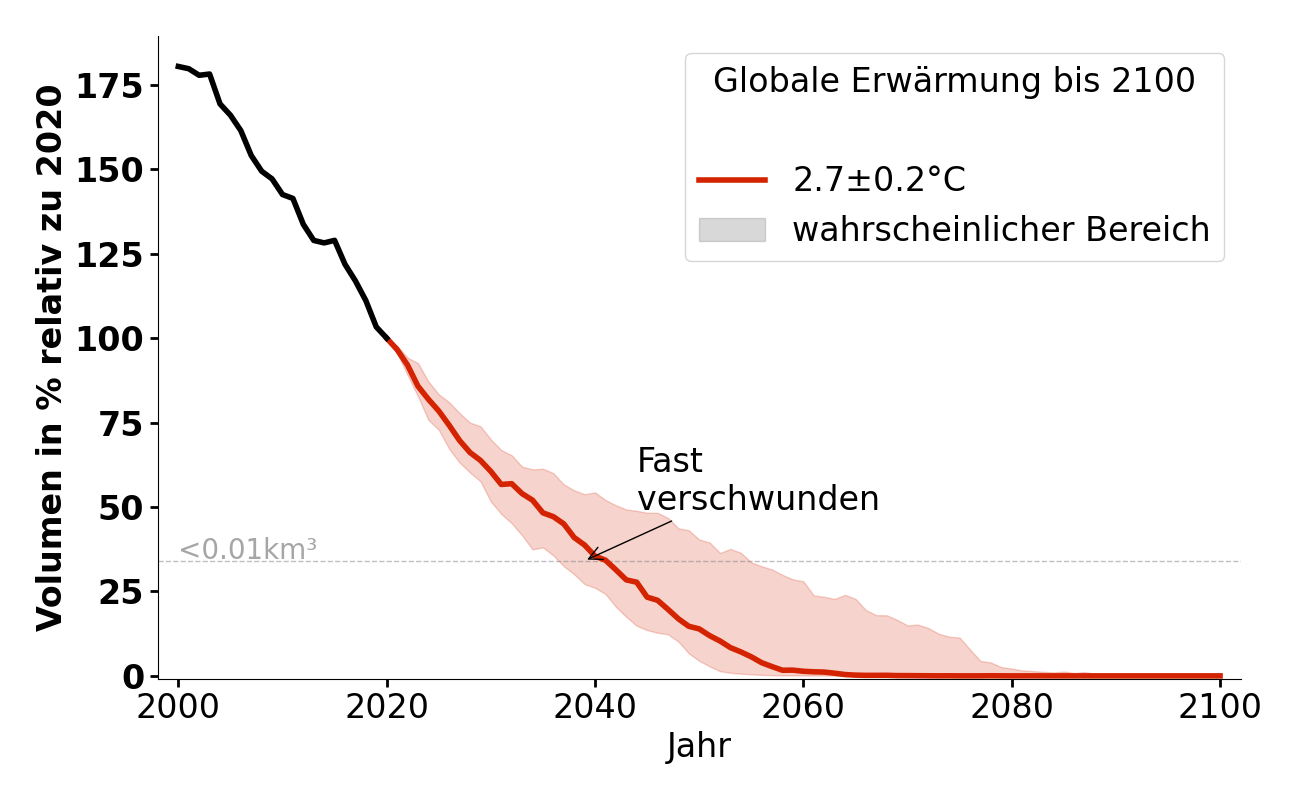 Globale Erwärmung bis 2100
2.7±0.2°C
wahrscheinlicher Bereich
Volumen in % relativ zu 2020
175
150
125
100
75
50
25
0
Fast
verschwunden
<0.01km³
2000
2020
2040
2060
2080
2100
Jahr